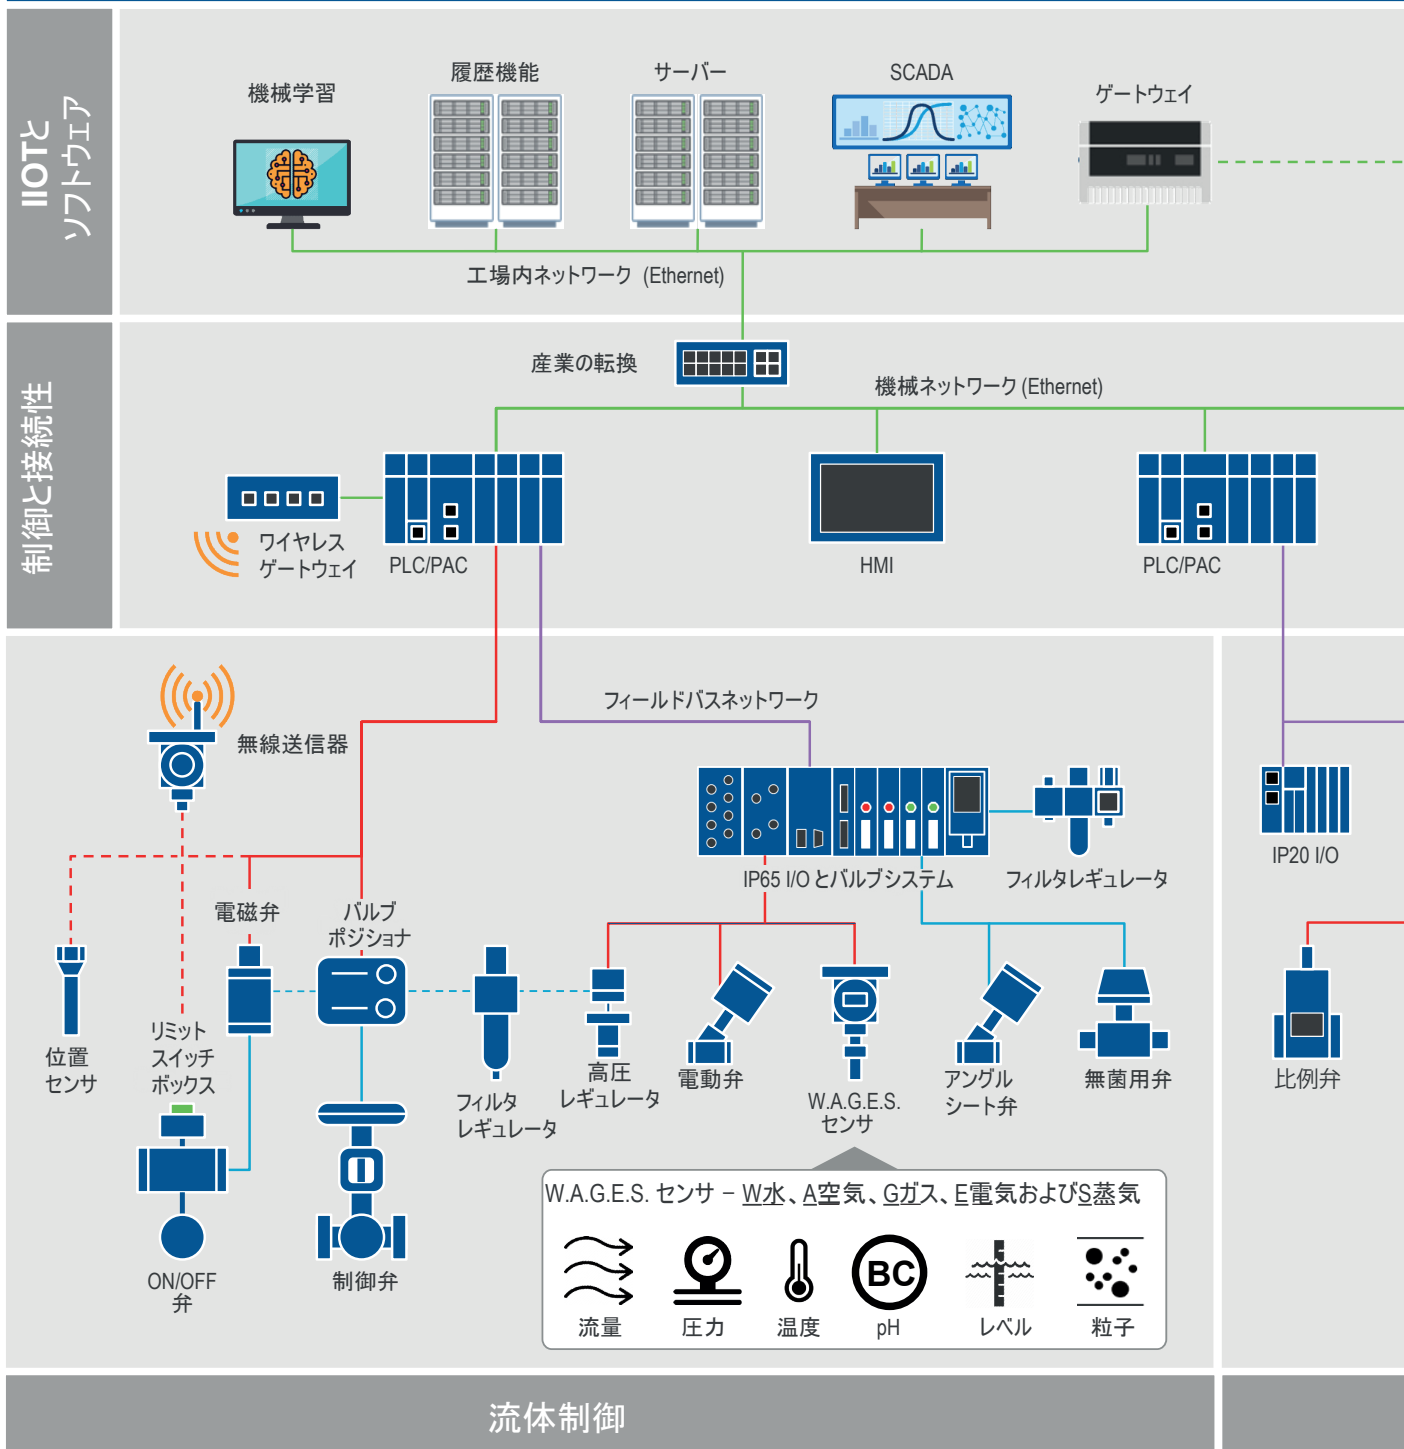 IIOTと
ソフトウェア
機械学習
履歴機能
サーバー
SCADA
ゲートウェイ
工場内ネットワーク (Ethernet)
制御と接続性
産業の転換
機械ネットワーク (Ethernet)
ワイヤレス
ゲートウェイ
PLC/PAC
HMI
PLC/PAC
無線送信器
フィールドバスネットワーク
IP65 I/O とバルブシステム
フィルタレギュレータ
IP20 I/O
電磁弁
バルブ
ポジショナ
位置
センサ
リミット
スイッチ
ボックス
フィルタ
レギュレータ
高圧
レギュレータ
電動弁
W.A.G.E.S.
センサ
アングル
シート弁
無菌用弁
比例弁
ON/OFF
弁
制御弁
W.A.G.E.S. センサ – W水、A空気、Gガス、E電気およびS蒸気
BC
流量
圧力
温度
pH
レベル
粒子
流体制御